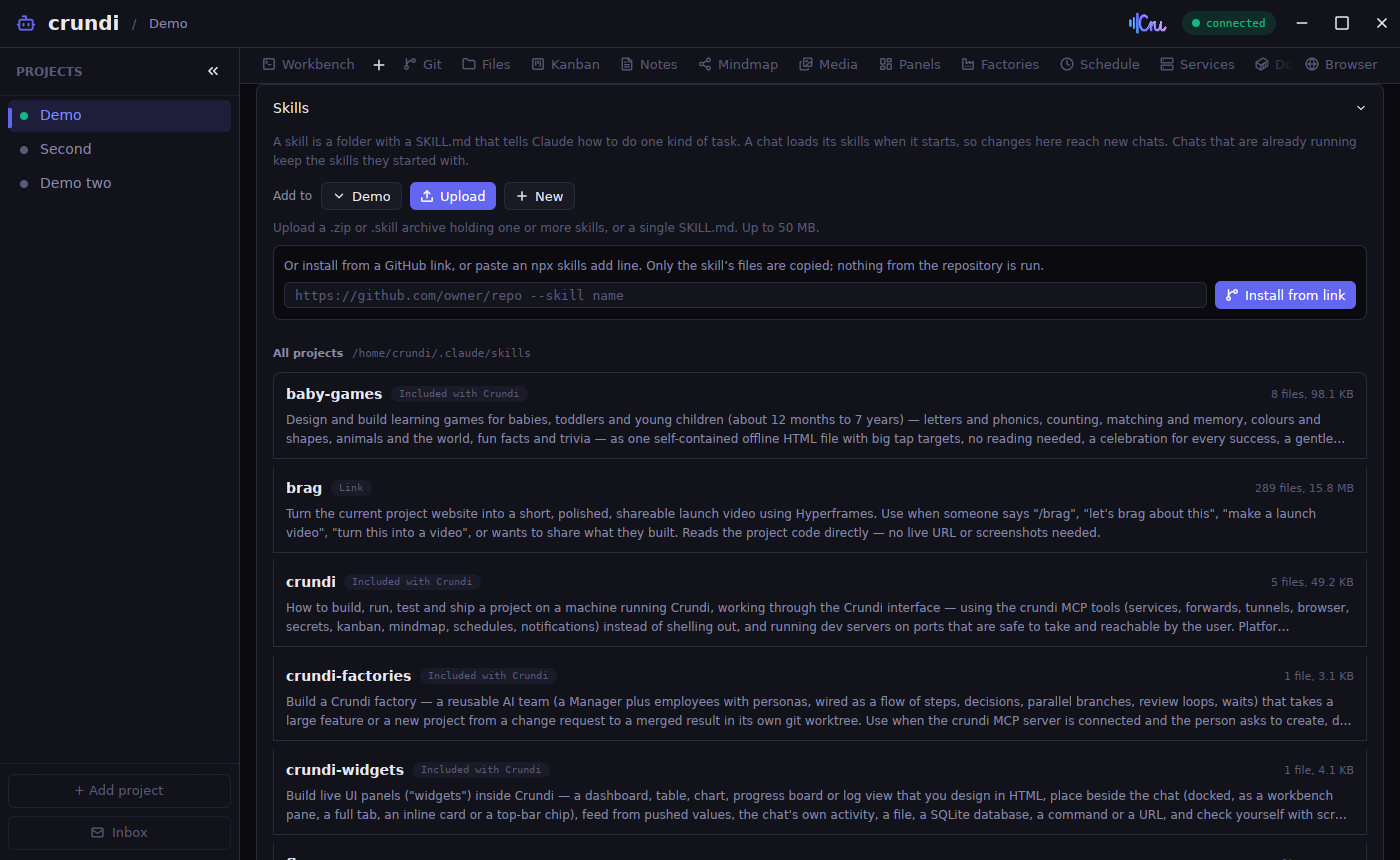 crundi / Demo
Cru
connected
PROJECTS
Demo
Second
Demo two
+ Add project
Inbox
Workbench
Git
Files
Kanban
Notes
Mindmap
Media
Panels
Factories
Schedule
Services
Do
Browser
Skills
A skill is a folder with a SKILL.md that tells Claude how to do one kind of task. A chat loads its skills when it starts, so changes here reach new chats. Chats that are already running
keep the skills they started with.
Add to
Demo
Upload
New
Upload a .zip or .skill archive holding one or more skills, or a single SKILL.md. Up to 50 MB.
Or install from a GitHub link, or paste an npx skills add line. Only the skill’s files are copied; nothing from the repository is run.
https://github.com/owner/repo --skill name
Install from link
All projects /home/crundi/.claude/skills
baby-games Included with Crundi 8 files, 98.1 KB
Design and build learning games for babies, toddlers and young children (about 12 months to 7 years) — letters and phonics, counting, matching and memory, colours and
shapes, animals and the world, fun facts and trivia — as one self-contained offline HTML file with big tap targets, no reading needed, a celebration for every success, a gentle…
brag Link 289 files, 15.8 MB
Turn the current project website into a short, polished, shareable launch video using Hyperframes. Use when someone says "/brag", "let's brag about this", "make a launch
video", "turn this into a video", or wants to share what they built. Reads the project code directly — no live URL or screenshots needed.
crundi Included with Crundi 5 files, 49.2 KB
How to build, run, test and ship a project on a machine running Crundi, working through the Crundi interface — using the crundi MCP tools (services, forwards, tunnels, browser,
secrets, kanban, mindmap, schedules, notifications) instead of shelling out, and running dev servers on ports that are safe to take and reachable by the user. Platfor…
crundi-factories Included with Crundi 1 file, 3.1 KB
Build a Crundi factory — a reusable AI team (a Manager plus employees with personas, wired as a flow of steps, decisions, parallel branches, review loops, waits) that takes a
large feature or a new project from a change request to a merged result in its own git worktree. Use when the crundi MCP server is connected and the person asks to create, d…
crundi-widgets Included with Crundi 1 file, 4.1 KB
Build live UI panels ("widgets") inside Crundi — a dashboard, table, chart, progress board or log view that you design in HTML, place beside the chat (docked, as a workbench
pane, a full tab, an inline card or a top-bar chip), feed from pushed values, the chat's own activity, a file, a SQLite database, a command or a URL, and check yourself with scr…